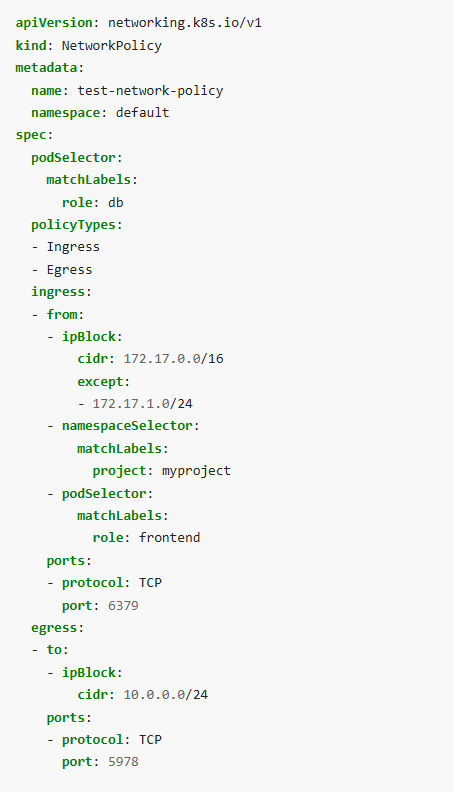 apiVersion: networking.k8s.io/v1
kind: NetworkPolicy
metadata:
  name: test-network-policy
  namespace: default
spec:
  podSelector:
    matchLabels:
      role: db
  policyTypes:
  - Ingress
  - Egress
  ingress:
  - from:
    - ipBlock:
        cidr: 172.17.0.0/16
        except:
        - 172.17.1.0/24
    - namespaceSelector:
        matchLabels:
          project: myproject
    - podSelector:
        matchLabels:
          role: frontend
    ports:
    - protocol: TCP
      port: 6379
  egress:
  - to:
    - ipBlock:
        cidr: 10.0.0.0/24
    ports:
    - protocol: TCP
      port: 5978